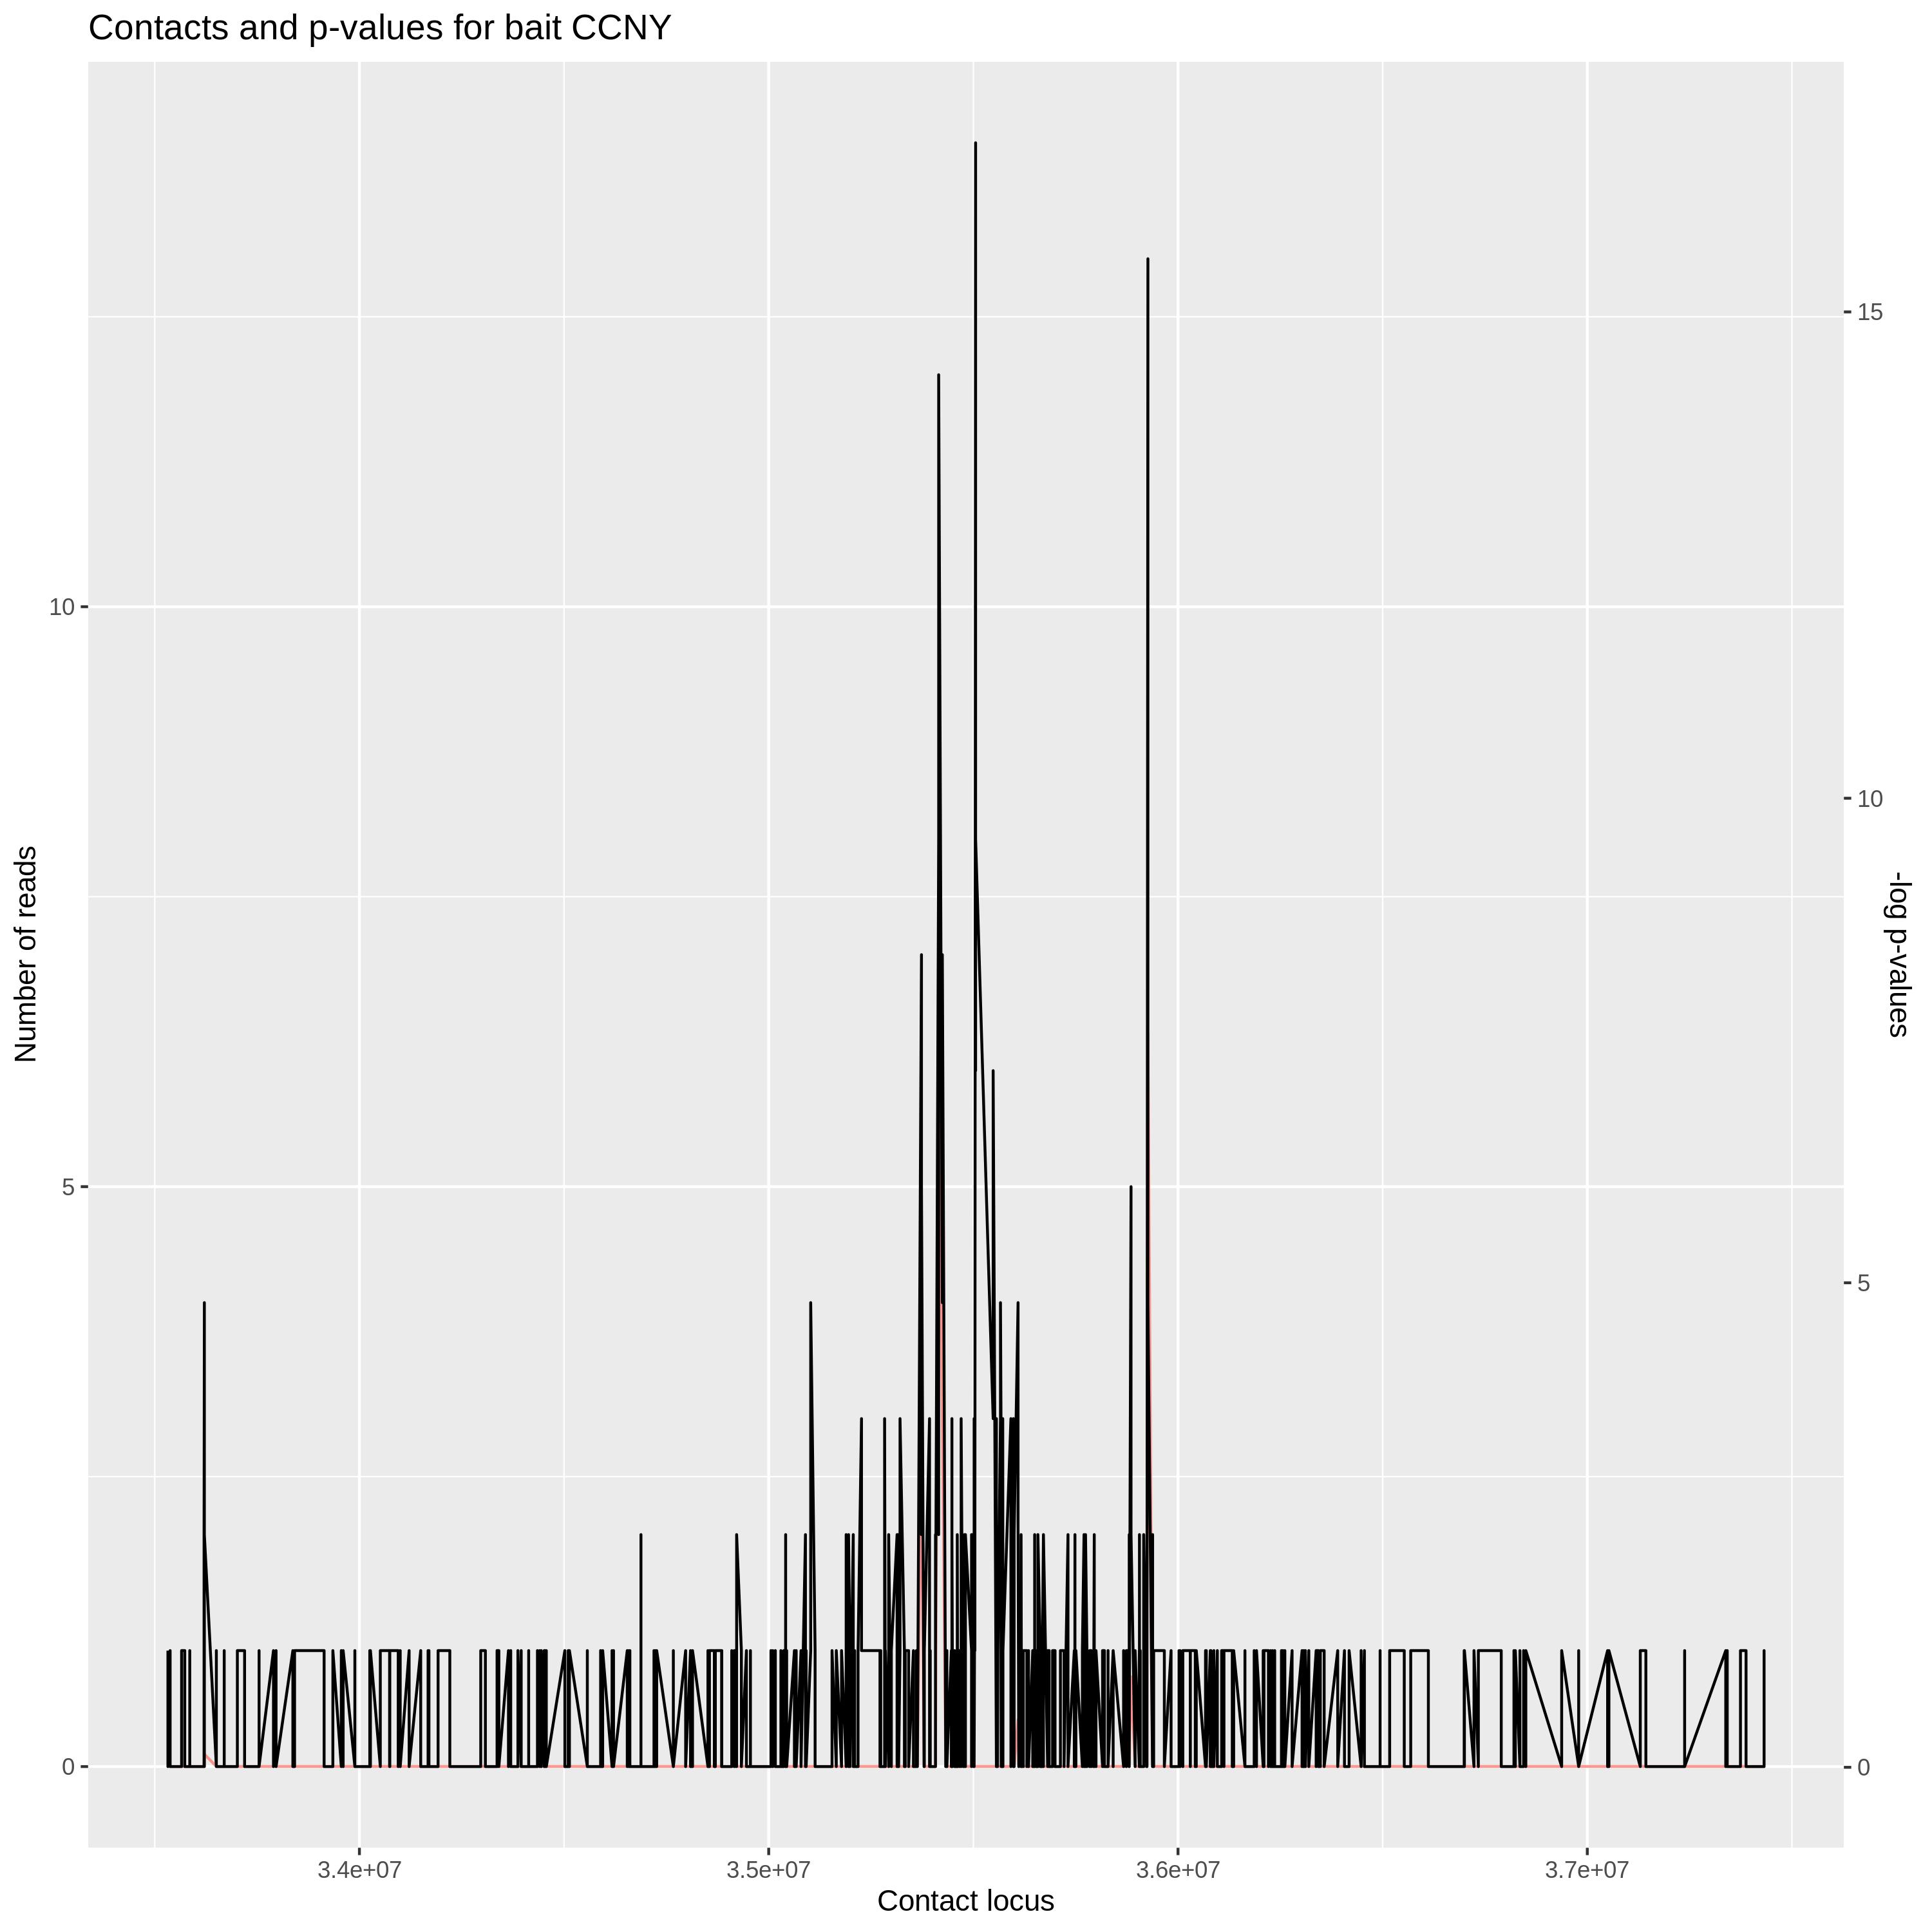 Contacts and p-values for bait CCNY
Number of reads
10
5
0
15
10
5
0
-log p-values
3.4e+07
3.5e+07
3.6e+07
3.7e+07
Contact locus